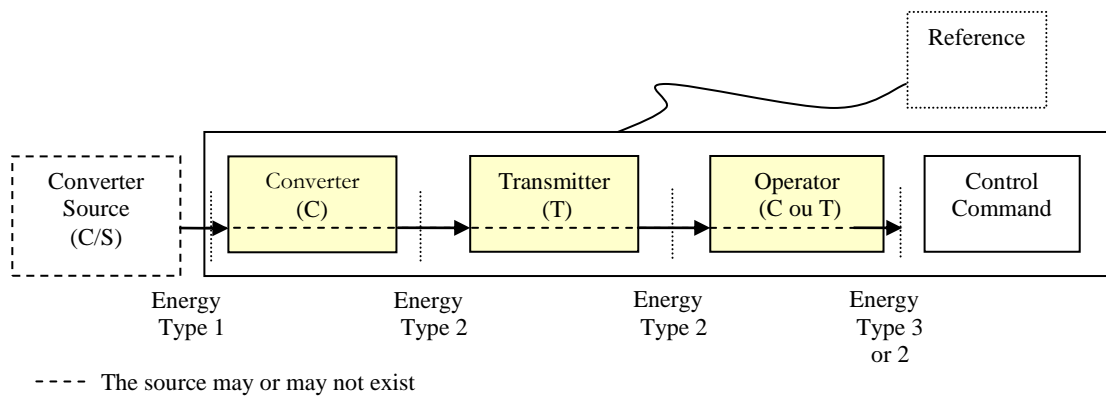 Reference
Converter
Source
(C/S)
Converter
(C)
Transmitter
(T)
Operator
(C ou T)
Control
Command
Energy
Type 1
Energy
Type 2
Energy
Type 2
Energy
Type 3
or 2
---- The source may or may not exist